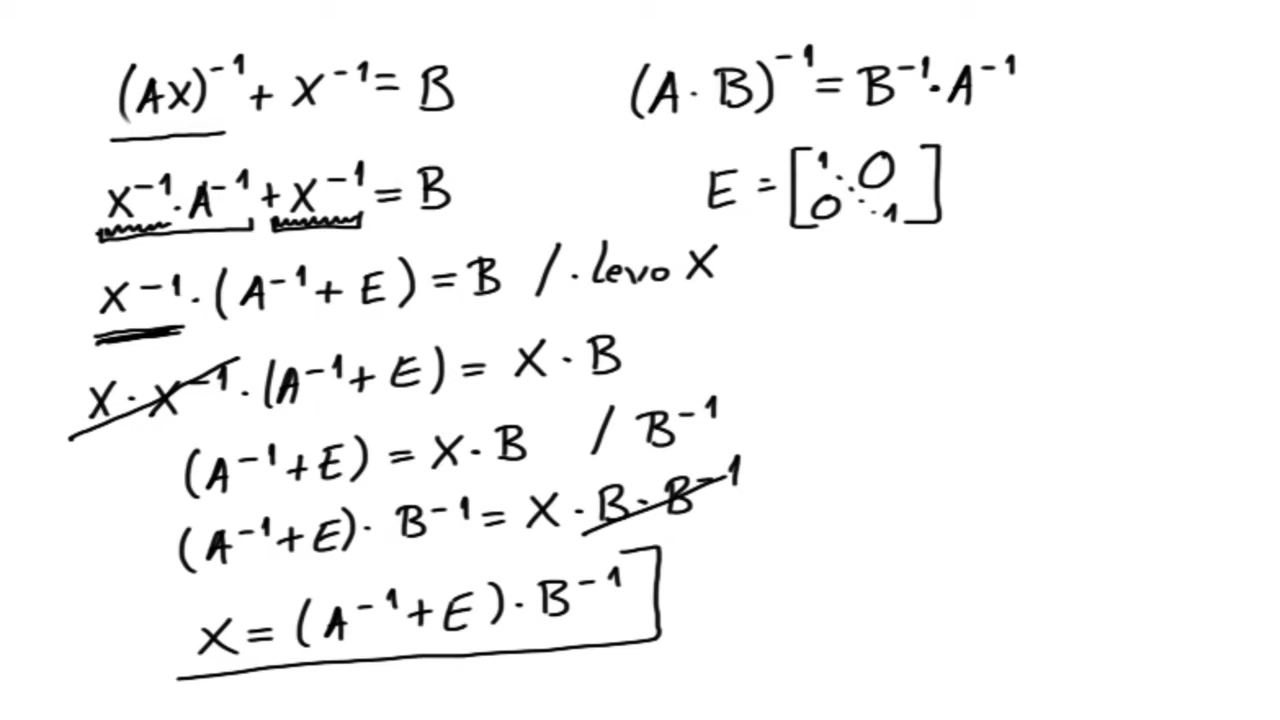 (AX)⁻¹ + X⁻¹ = B
X⁻¹ · A⁻¹ + X⁻¹ = B
X⁻¹ · (A⁻¹ + E) = B / · levo X
X · X⁻¹ · (A⁻¹ + E) = X · B
(A⁻¹ + E) = X · B / B⁻¹
(A⁻¹ + E) · B⁻¹ = X · B · B⁻¹
X = (A⁻¹ + E) · B⁻¹
(A · B)⁻¹ = B⁻¹ · A⁻¹
E = [1 ⋱ 0
0 ⋱ 1]